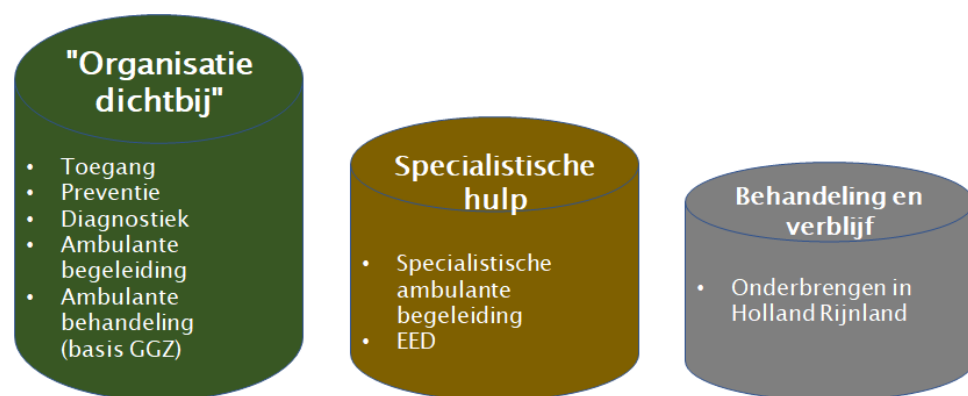 "Organisatie
dichtbij"
• Toegang
• Preventie
• Diagnostiek
• Ambulante
begeleiding
• Ambulante
behandeling
(basis GGZ)
Specialistische
hulp
• Specialistische
ambulante
begeleiding
• EED
Behandeling en
verblijf
• Onderbrengen in
Holland Rijnland